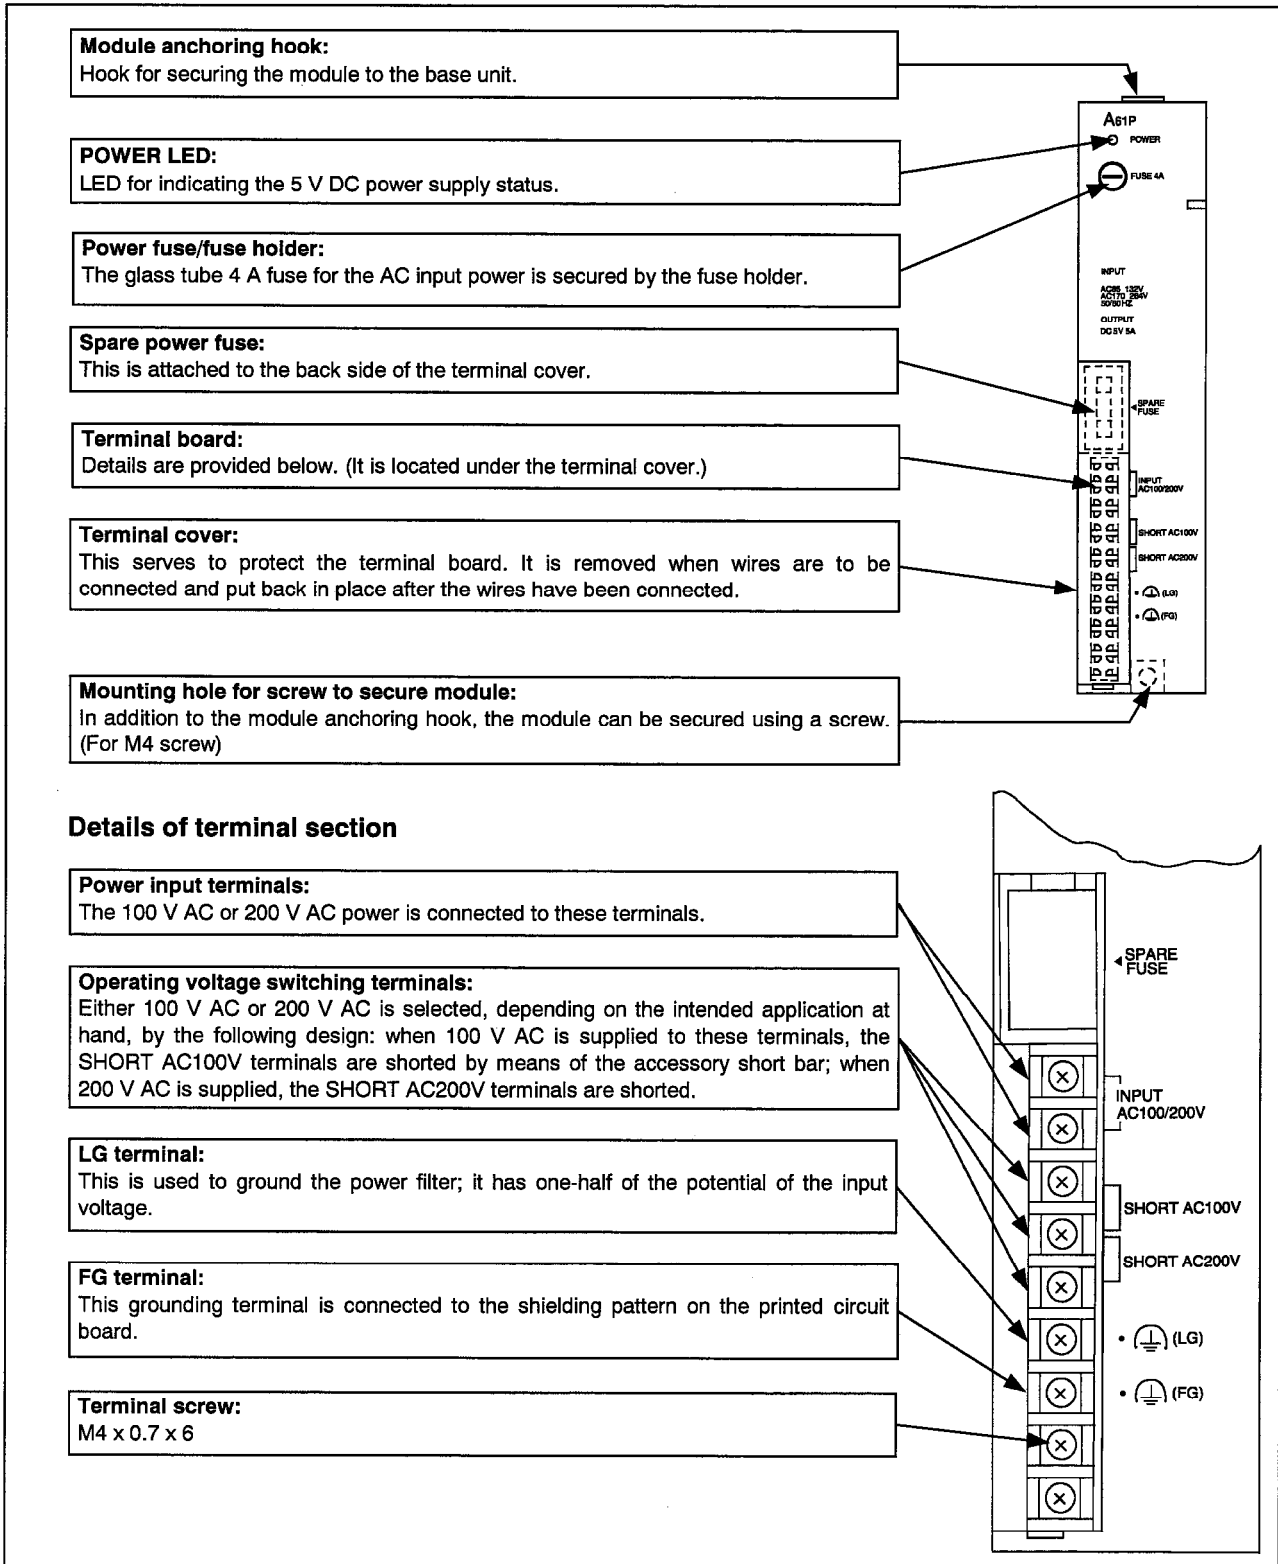 Module anchoring hook:
Hook for securing the module to the base unit.
POWER LED:
LED for indicating the 5 V DC power supply status.
Power fuse/fuse holder:
The glass tube 4 A fuse for the AC input power is secured by the fuse holder.
Spare power fuse:
This is attached to the back side of the terminal cover.
Terminal board:
Details are provided below. (It is located under the terminal cover.)
Terminal cover:
This serves to protect the terminal board. It is removed when wires are to be
connected and put back in place after the wires have been connected.
Mounting hole for screw to secure module:
In addition to the module anchoring hook, the module can be secured using a screw.
(For M4 screw)
A61P
POWER
FUSE 4A
INPUT
AC85 132V
AC170 264V
50/60HZ
OUTPUT
DC5V 5A
SPARE
FUSE
INPUT
AC100/200V
SHORT AC100V
SHORT AC200V
(LG)
(FG)
Details of terminal section
Power input terminals:
The 100 V AC or 200 V AC power is connected to these terminals.
Operating voltage switching terminals:
Either 100 V AC or 200 V AC is selected, depending on the intended application at
hand, by the following design: when 100 V AC is supplied to these terminals, the
SHORT AC100V terminals are shorted by means of the accessory short bar; when
200 V AC is supplied, the SHORT AC200V terminals are shorted.
LG terminal:
This is used to ground the power filter; it has one-half of the potential of the input
voltage.
FG terminal:
This grounding terminal is connected to the shielding pattern on the printed circuit
board.
Terminal screw:
M4 x 0.7 x 6
SPARE
FUSE
INPUT
AC100/200V
SHORT AC100V
SHORT AC200V
(LG)
(FG)